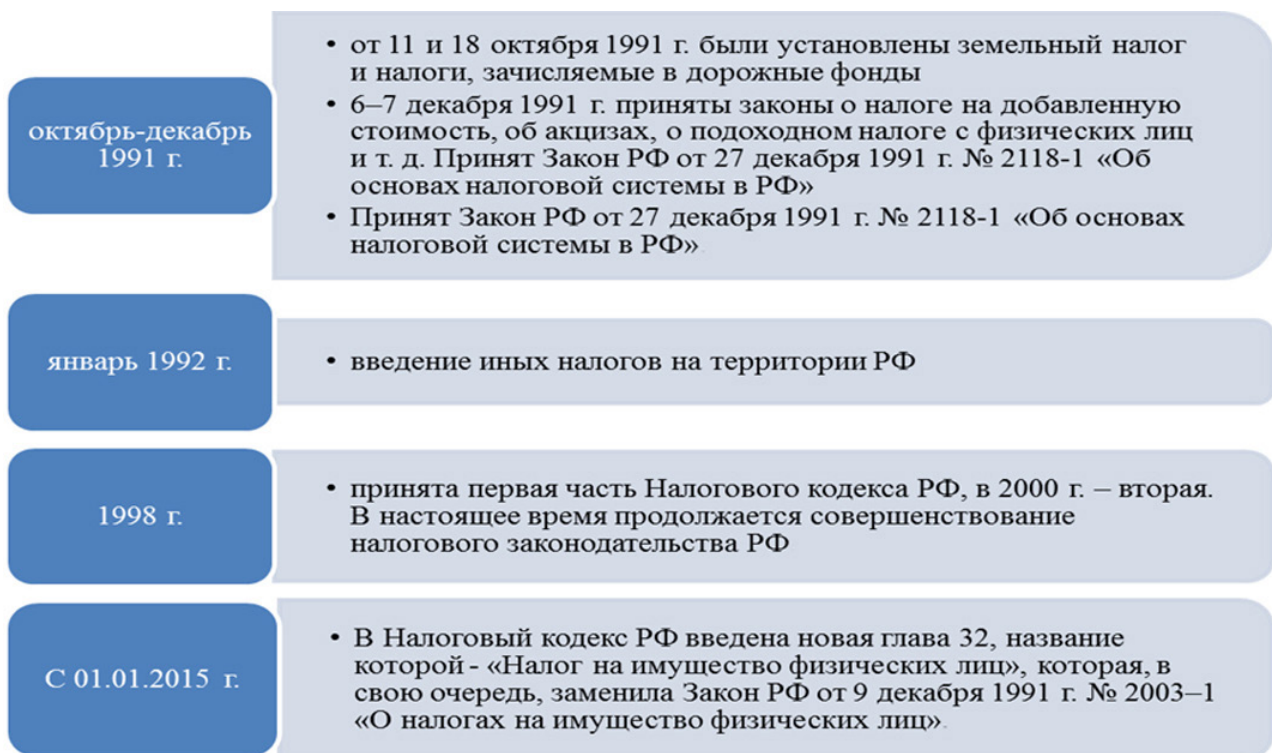 октябрь-декабрь
1991 г.
• от 11 и 18 октября 1991 г. были установлены земельный налог
и налоги, зачисляемые в дорожные фонды
• 6–7 декабря 1991 г. приняты законы о налоге на добавленную
стоимость, об акцизах, о подоходном налоге с физических лиц
и т. д. Принят Закон РФ от 27 декабря 1991 г. № 2118-1 «Об
основах налоговой системы в РФ»
• Принят Закон РФ от 27 декабря 1991 г. № 2118-1 «Об основах
налоговой системы в РФ».
январь 1992 г.
• введение иных налогов на территории РФ
1998 г.
• принята первая часть Налогового кодекса РФ, в 2000 г. – вторая.
В настоящее время продолжается совершенствование
налогового законодательства РФ
С 01.01.2015 г.
• В Налоговый кодекс РФ введена новая глава 32, название
которой - «Налог на имущество физических лиц», которая, в
свою очередь, заменила Закон РФ от 9 декабря 1991 г. № 2003–1
«О налогах на имущество физических лиц».